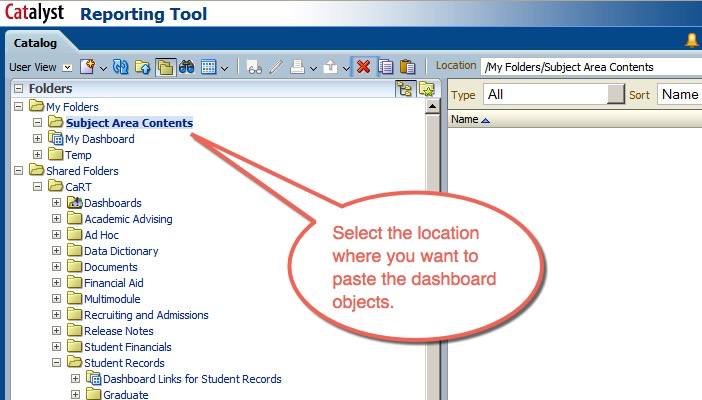 Catalyst Reporting Tool
Catalog
User View
Location /My Folders/Subject Area Contents
Folders
Type All Sort Name
Name
My Folders
Subject Area Contents
My Dashboard
Temp
Shared Folders
CaRT
Dashboards
Academic Advising
Ad Hoc
Data Dictionary
Documents
Financial Aid
Multimodule
Recruiting and Admissions
Release Notes
Student Financials
Student Records
Dashboard Links for Student Records
Graduate
Select the location
where you want to
paste the dashboard
objects.